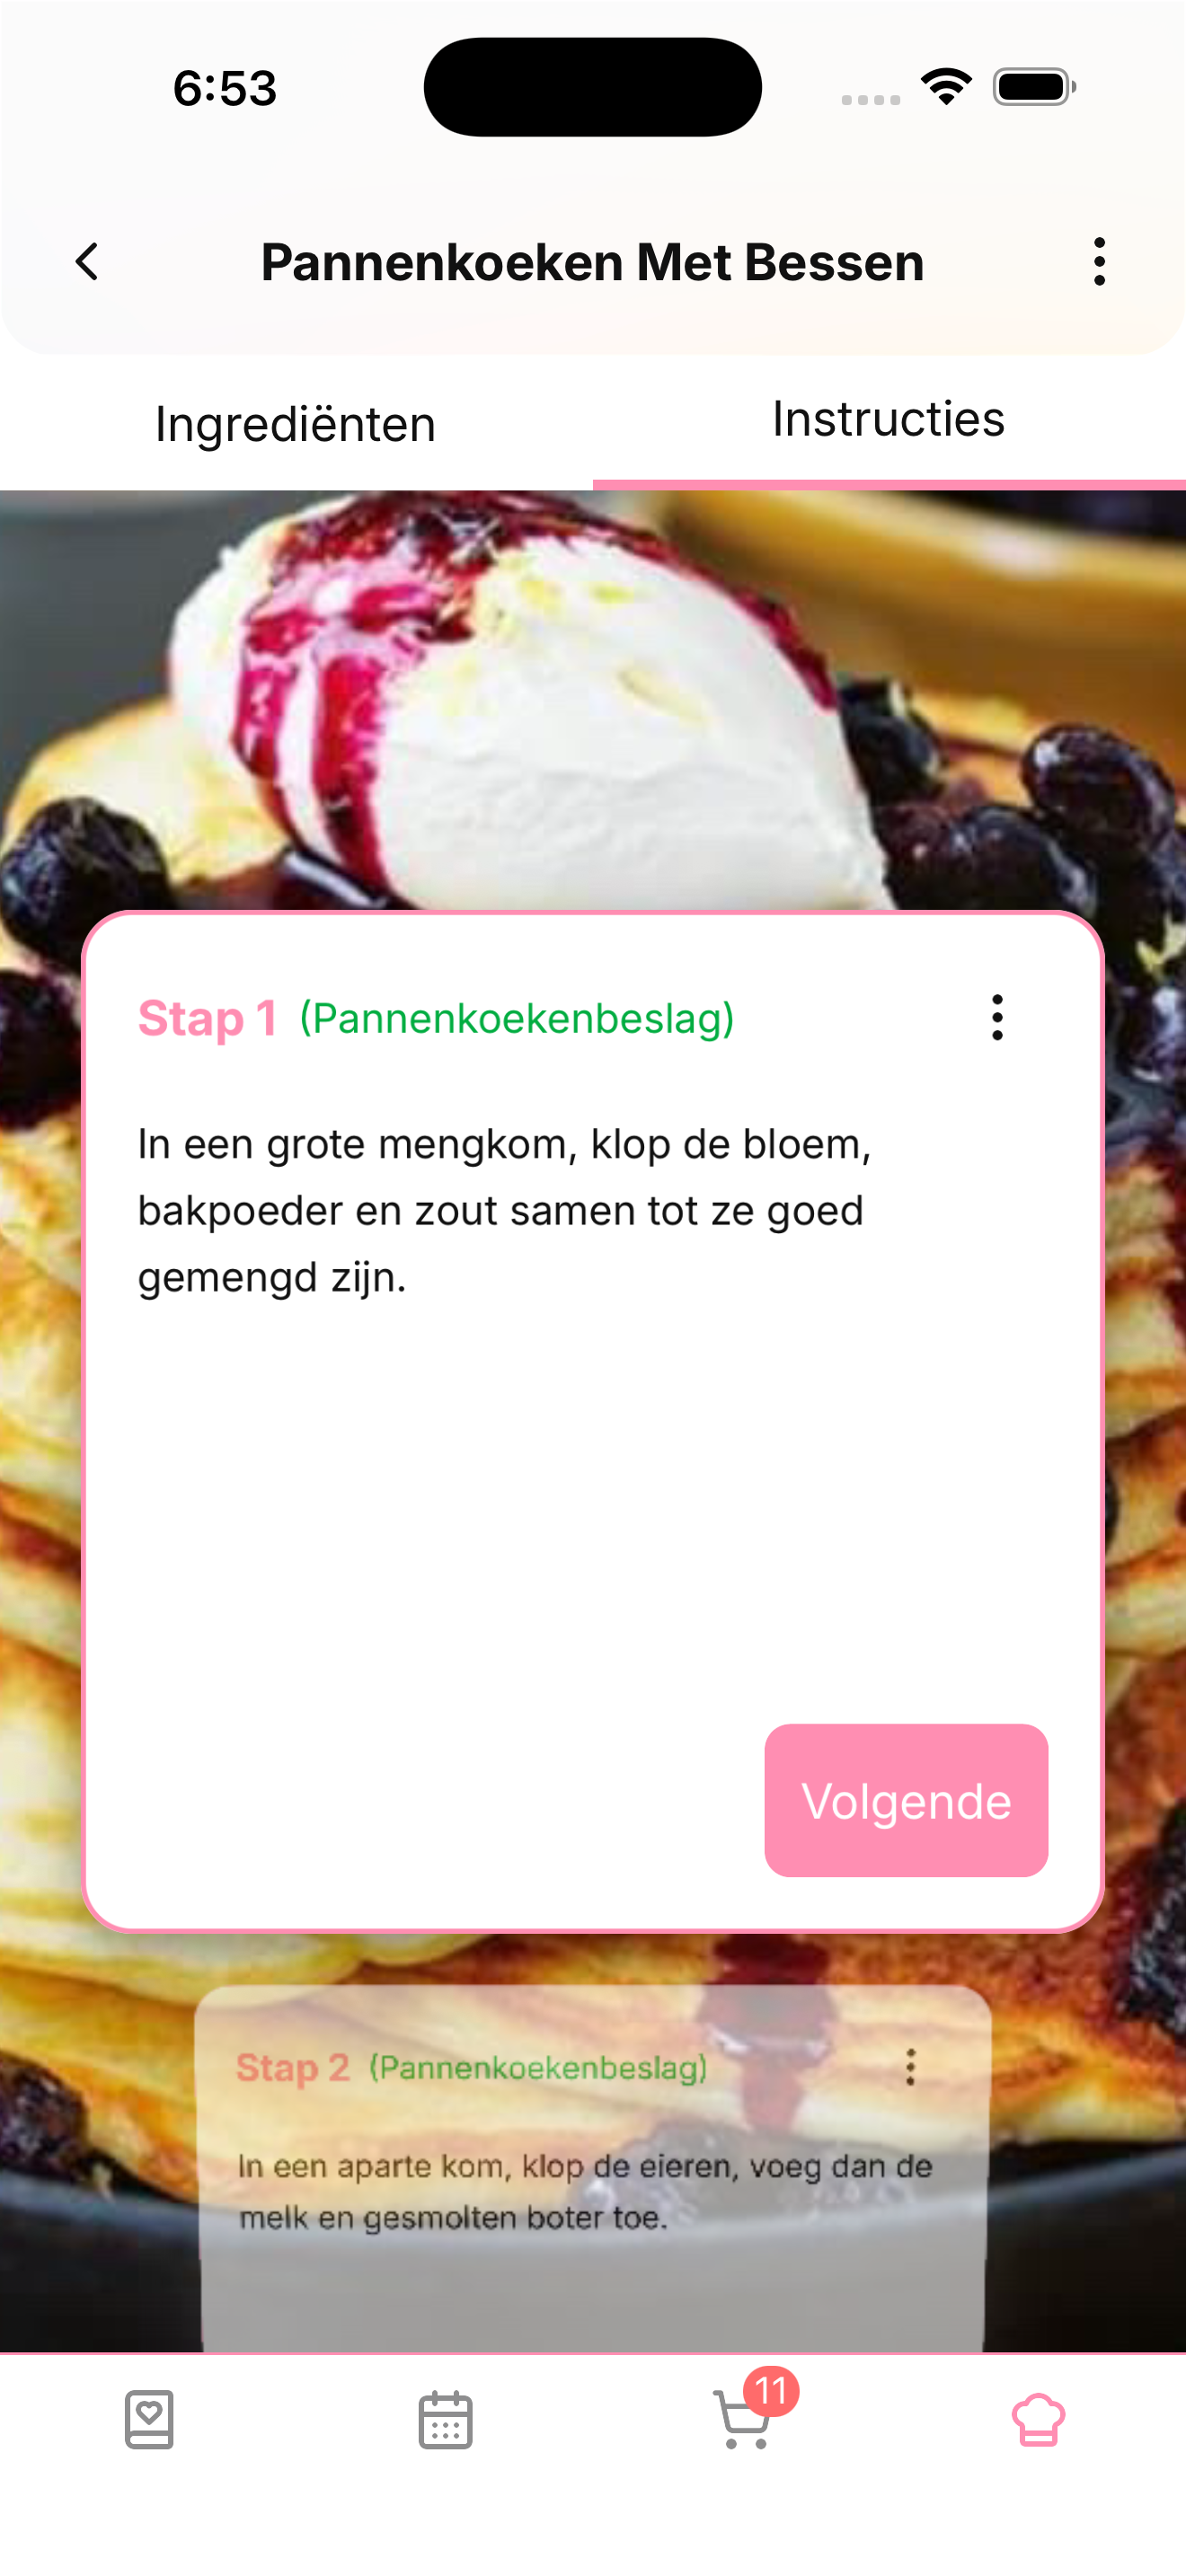 6:53
Pannenkoeken Met Bessen
Ingrediënten
Instructies
Stap 1 (Pannenkoekenbeslag)
In een grote mengkom, klop de bloem,
bakpoeder en zout samen tot ze goed
gemengd zijn.
Volgende
Stap 2 (Pannenkoekenbeslag)
In een aparte kom, klop de eieren, voeg dan de
melk en gesmolten boter toe.
11